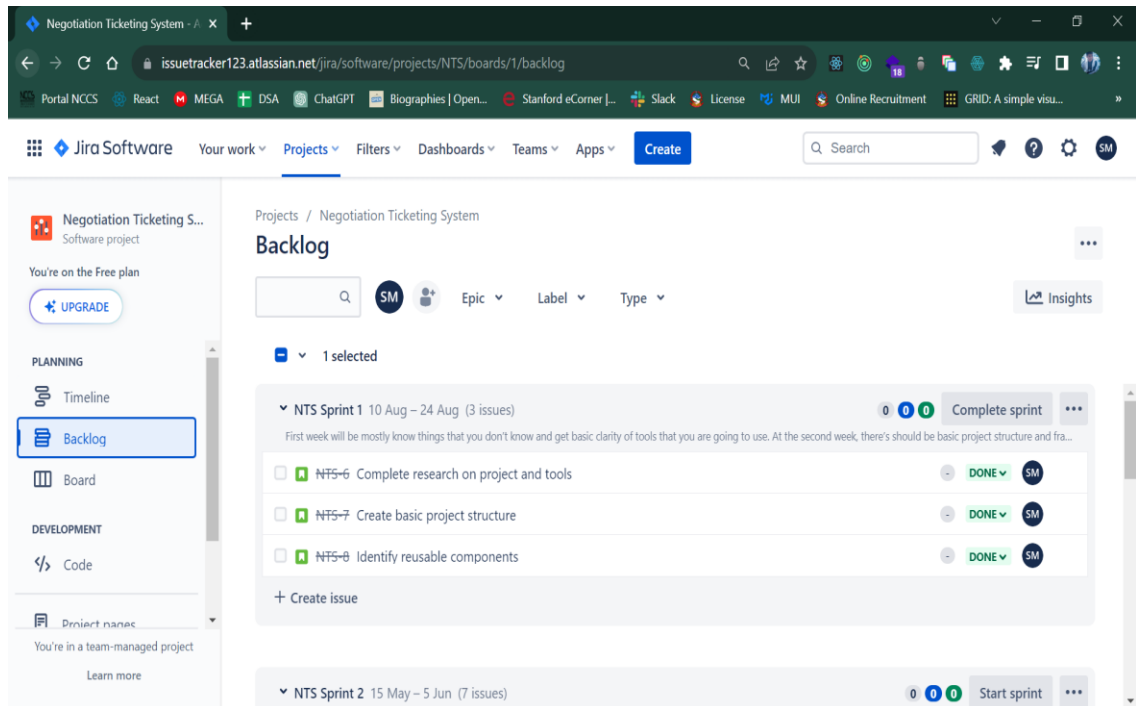 Negotiation Ticketing System - A
issuetracker123.atlassian.net/jira/software/projects/NTS/boards/1/backlog
18
Portal NCCS React MEGA DSA ChatGPT Biographies | Open... Stanford eCorner |... Slack License MUI Online Recruitment GRID: A simple visu... »
Jira Software Your work Projects Filters Dashboards Teams Apps Create Search SM
Negotiation Ticketing S...
Software project
You're on the Free plan
UPGRADE
PLANNING
Timeline
Backlog
Board
DEVELOPMENT
Code
Project pages
You're in a team-managed project
Learn more
Projects / Negotiation Ticketing System
Backlog
SM Epic Label Type Insights
1 selected
NTS Sprint 1 10 Aug – 24 Aug (3 issues) 0 0 0 Complete sprint
First week will be mostly know things that you don't know and get basic clarity of tools that you are going to use. At the second week, there's should be basic project structure and fra...
NTS-6 Complete research on project and tools - DONE SM
NTS-7 Create basic project structure - DONE SM
NTS-8 Identify reusable components - DONE SM
+ Create issue
NTS Sprint 2 15 May – 5 Jun (7 issues) 0 0 0 Start sprint